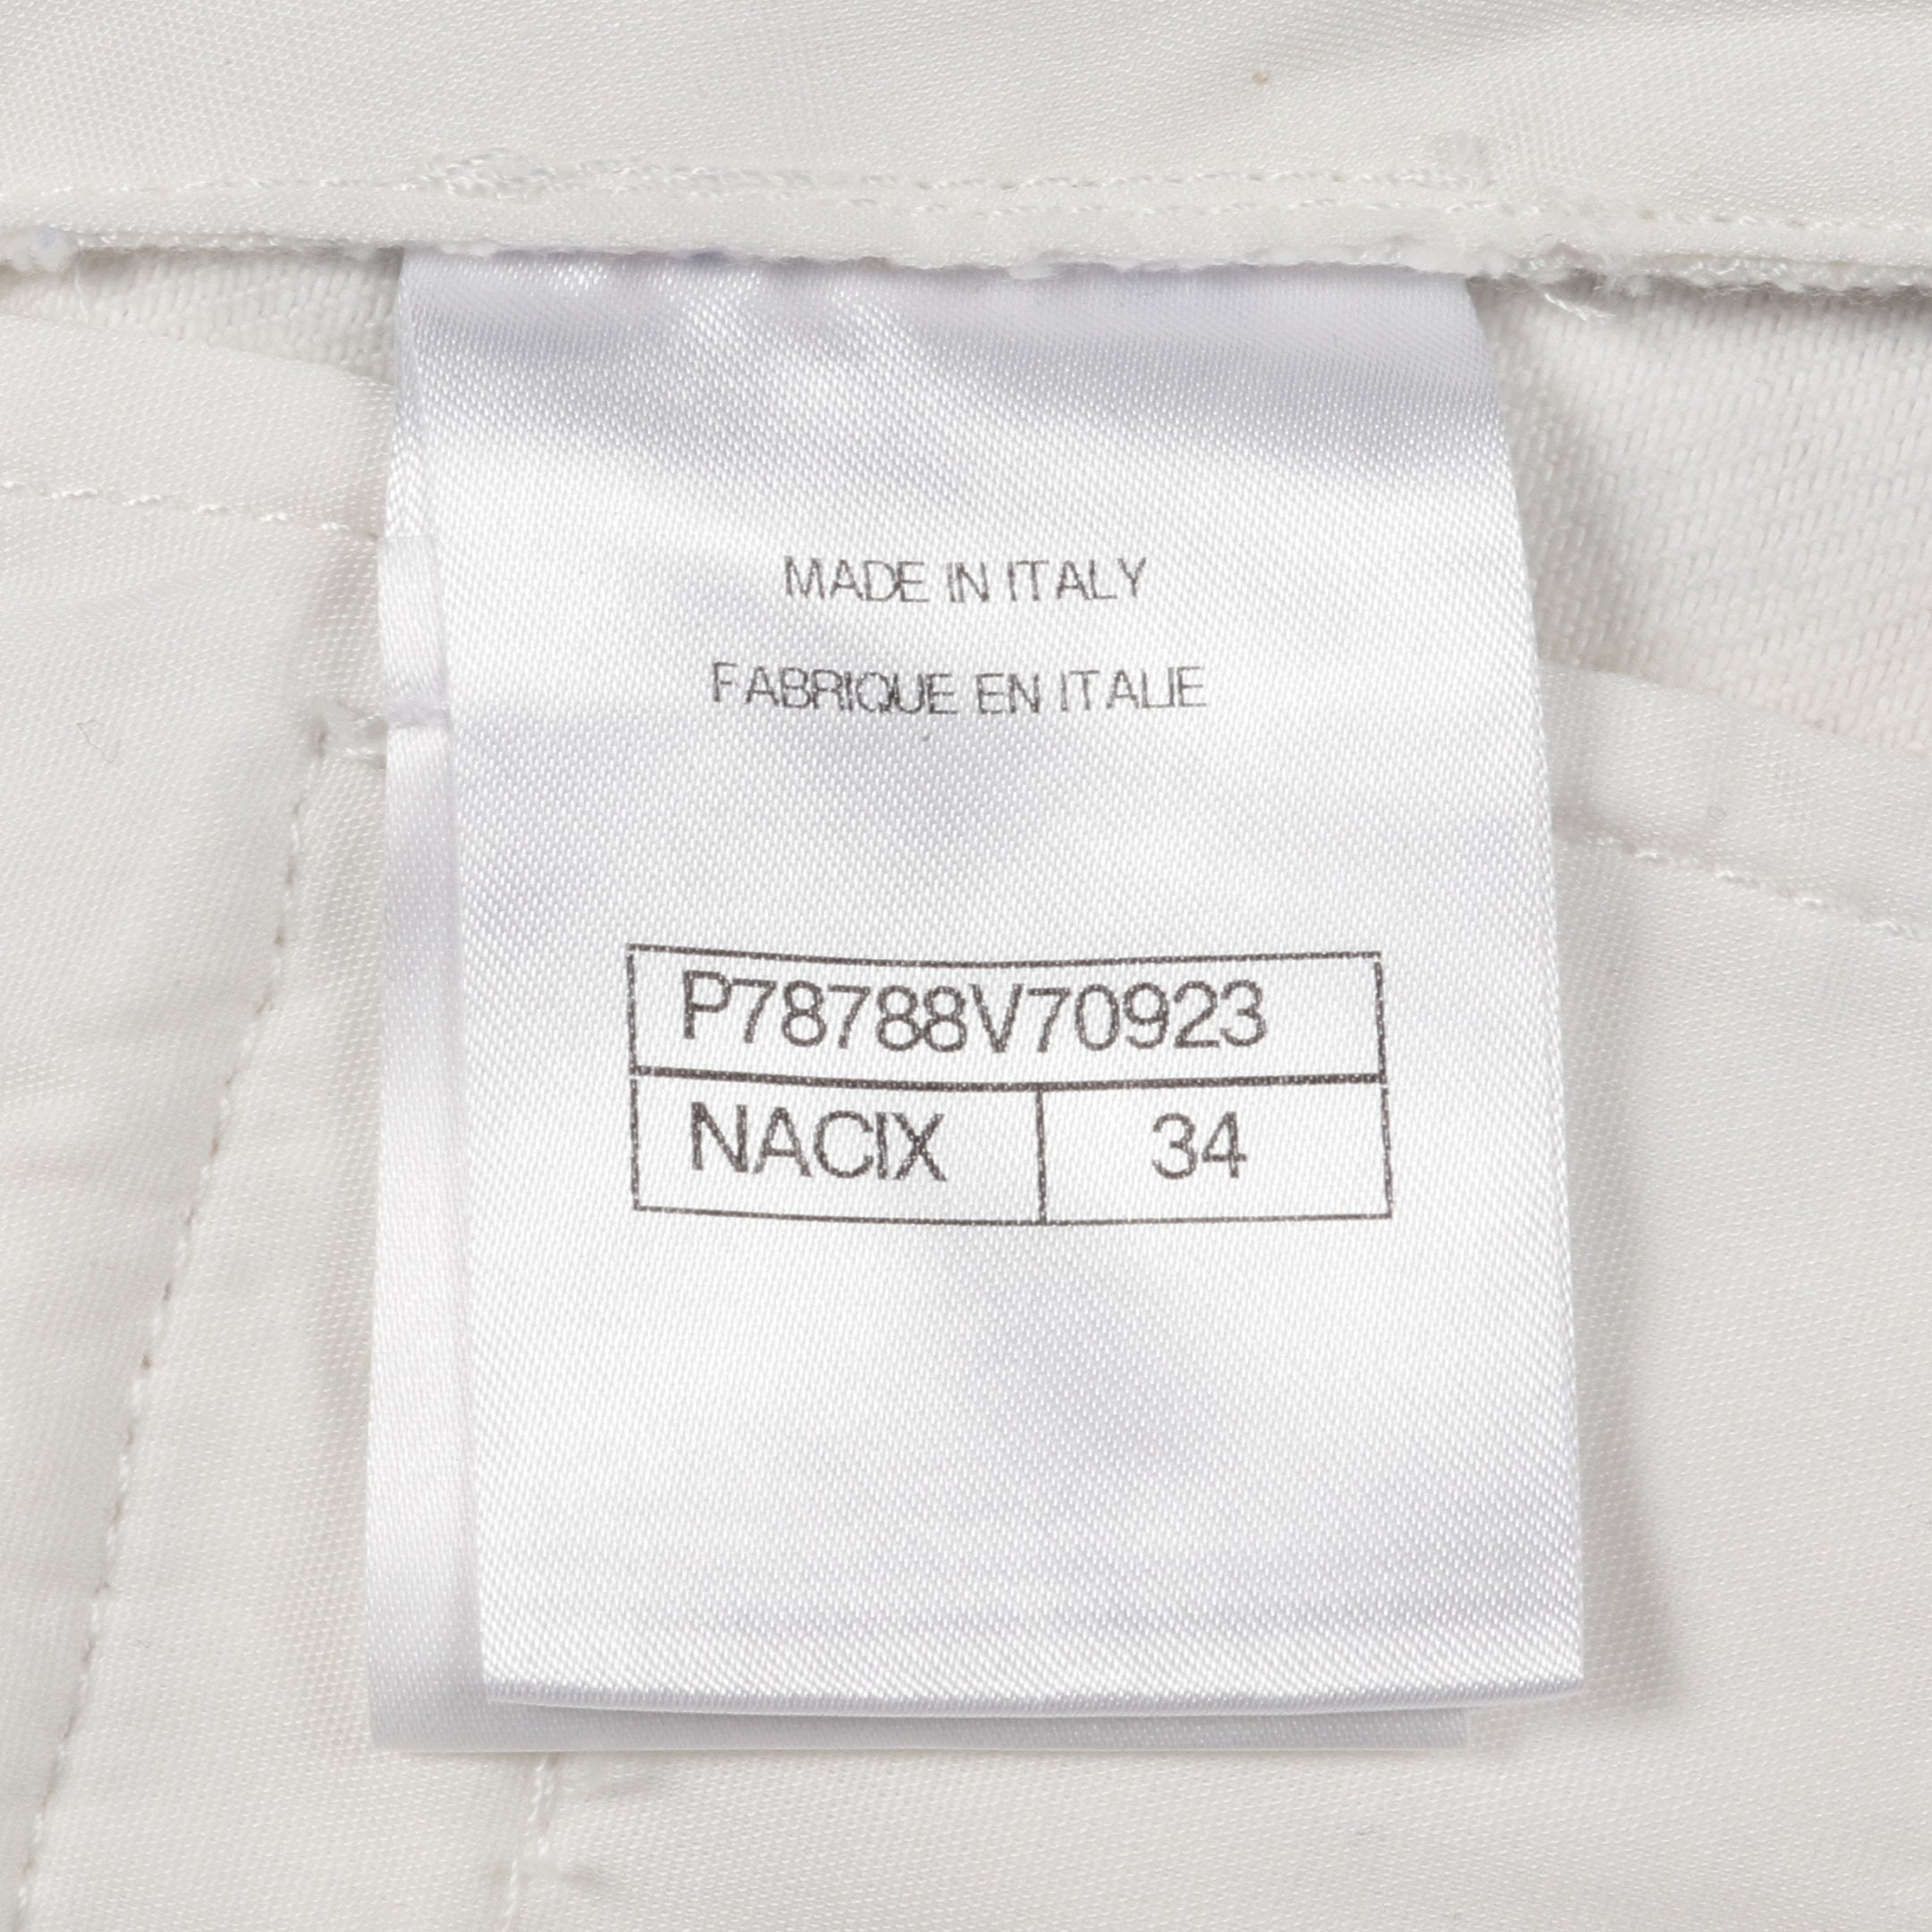 MADE IN ITALY
FABRIQUE EN ITALIE
P78788V70923
NACIX 34